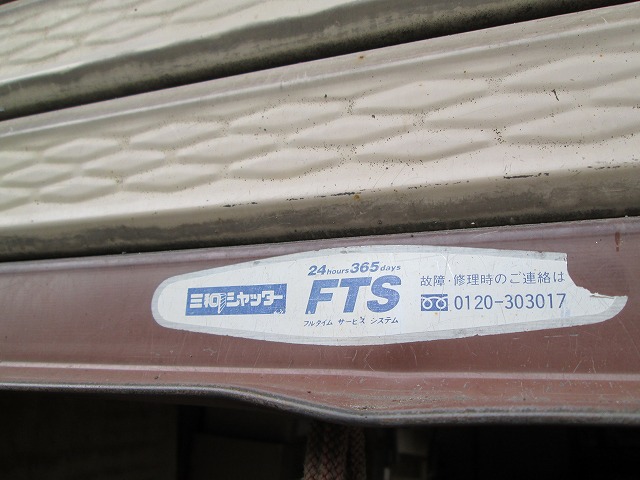 三和シャッター
24hours365days
FTS
フルタイム サービス システム
故障・修理時のご連絡は
0120-303017